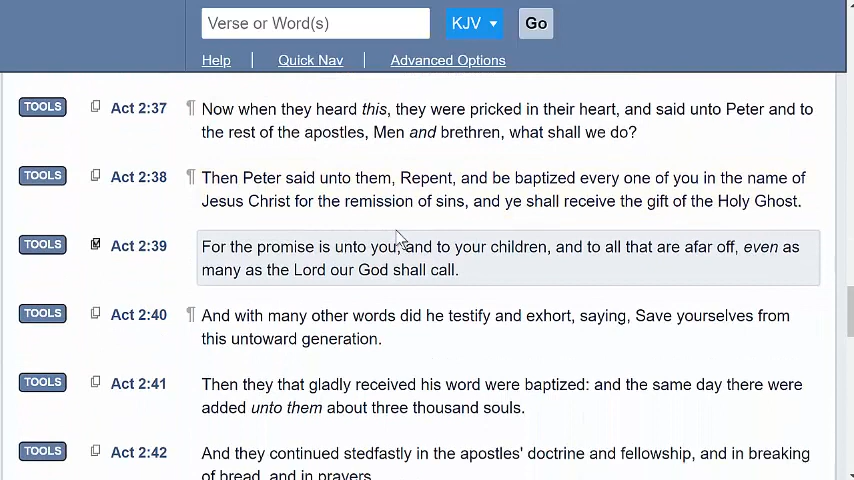 Verse or Word(s) KJV Go
Help | Quick Nav | Advanced Options
TOOLS Act 2:37 ¶ Now when they heard this, they were pricked in their heart, and said unto Peter and to
the rest of the apostles, Men and brethren, what shall we do?
TOOLS Act 2:38 ¶ Then Peter said unto them, Repent, and be baptized every one of you in the name of
Jesus Christ for the remission of sins, and ye shall receive the gift of the Holy Ghost.
TOOLS Act 2:39 For the promise is unto you, and to your children, and to all that are afar off, even as
many as the Lord our God shall call.
TOOLS Act 2:40 ¶ And with many other words did he testify and exhort, saying, Save yourselves from
this untoward generation.
TOOLS Act 2:41 Then they that gladly received his word were baptized: and the same day there were
added unto them about three thousand souls.
TOOLS Act 2:42 And they continued stedfastly in the apostles' doctrine and fellowship, and in breaking
of bread, and in prayers.